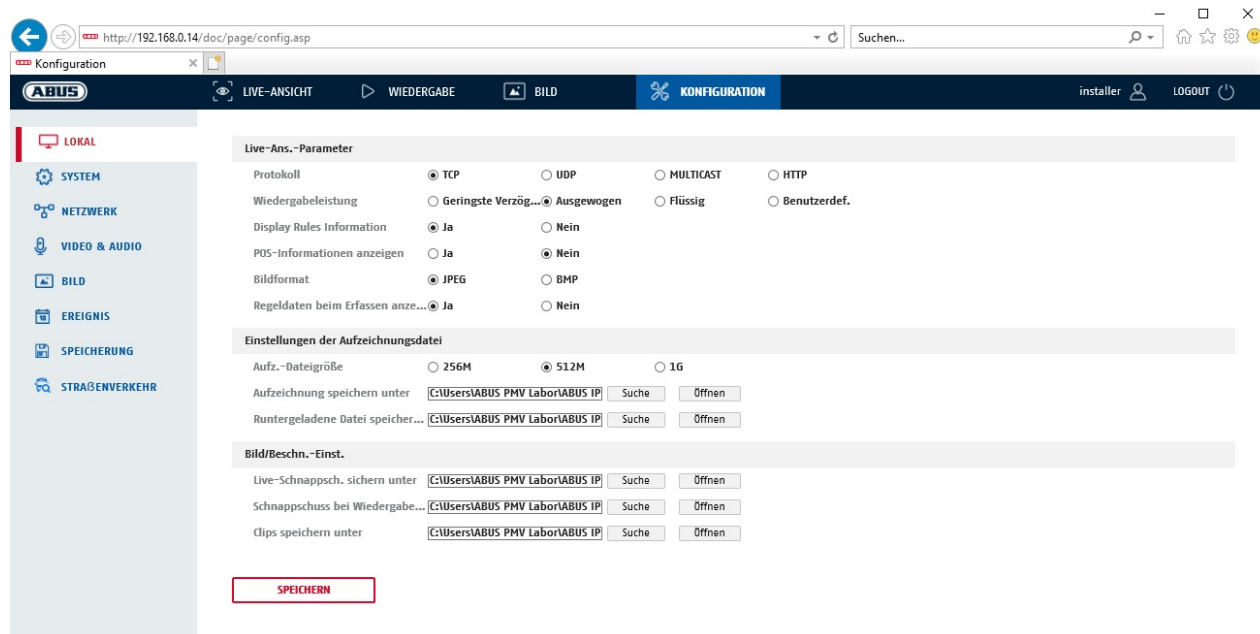 http://192.168.0.14/doc/page/config.asp Suchen...
Konfiguration
ABUS LIVE-ANSICHT WIEDERGABE BILD KONFIGURATION installer LOGOUT
LOKAL
SYSTEM
NETZWERK
VIDEO & AUDIO
BILD
EREIGNIS
SPEICHERUNG
STRAßENVERKEHR
Live-Ans.-Parameter
Protokoll TCP UDP MULTICAST HTTP
Wiedergabeleistung Geringste Verzög... Ausgewogen Flüssig Benutzerdef.
Display Rules Information Ja Nein
POS-Informationen anzeigen Ja Nein
Bildformat JPEG BMP
Regeldaten beim Erfassen anze... Ja Nein
Einstellungen der Aufzeichnungsdatei
Aufz.-Dateigröße 256M 512M 1G
Aufzeichnung speichern unter C:\Users\ABUS PMV Labor\ABUS IP Suche Öffnen
Runtergeladene Datei speicher... C:\Users\ABUS PMV Labor\ABUS IP Suche Öffnen
Bild/Beschn.-Einst.
Live-Schnappsch. sichern unter C:\Users\ABUS PMV Labor\ABUS IP Suche Öffnen
Schnappschuss bei Wiedergabe... C:\Users\ABUS PMV Labor\ABUS IP Suche Öffnen
Clips speichern unter C:\Users\ABUS PMV Labor\ABUS IP Suche Öffnen
SPEICHERN